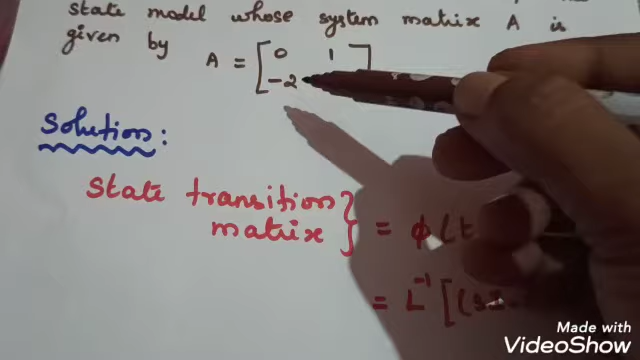 state model whose system matrix A is
given by A = [ 0 1
-2 ]
Solution:
State transition
matrix } = ϕ(t
= L⁻¹ [(SI-
Made with
VideoShow